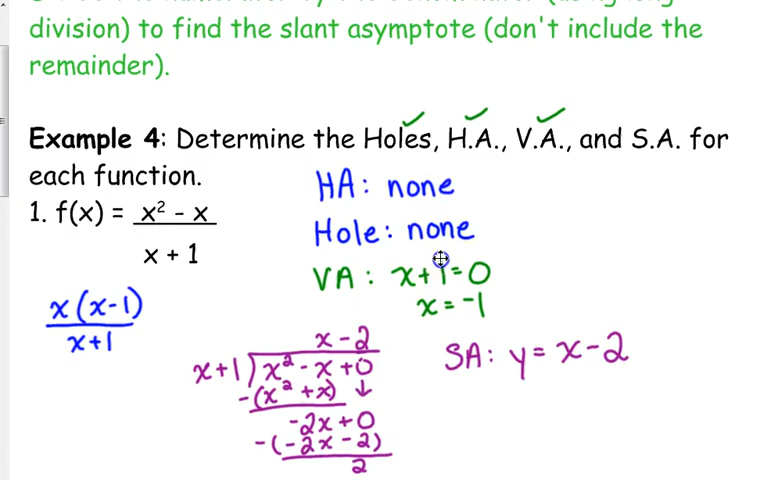 division) to find the slant asymptote (don't include the
remainder).
Example 4: Determine the Holes, H.A., V.A., and S.A. for
each function.
HA: none
1. f(x) = x² - x
x + 1
Hole: none
VA: x+1=0
x = -1
x(x-1)
x+1
x - 2
x+1)x² - x + 0
-(x² + x) ↓
-2x + 0
-(-2x - 2)
2
SA: y = x - 2